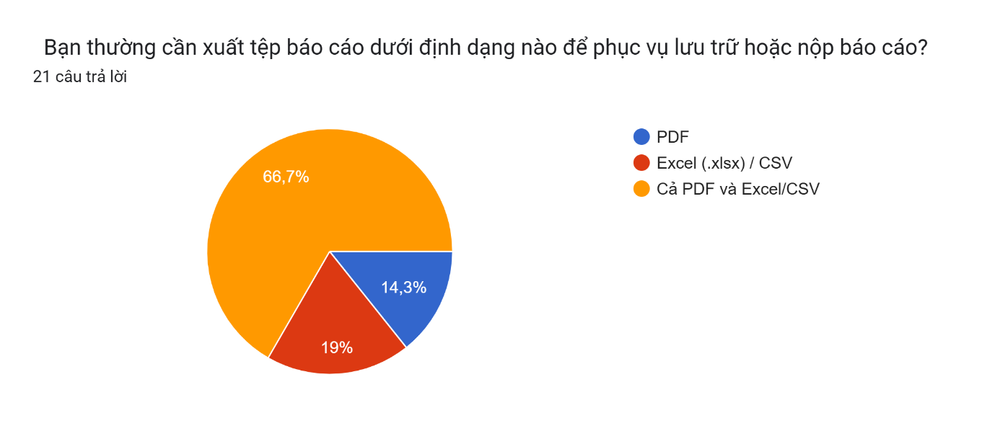 Bạn thường cần xuất tệp báo cáo dưới định dạng nào để phục vụ lưu trữ hoặc nộp báo cáo?
21 câu trả lời
PDF
Excel (.xlsx) / CSV
Cả PDF và Excel/CSV
66,7%
14,3%
19%